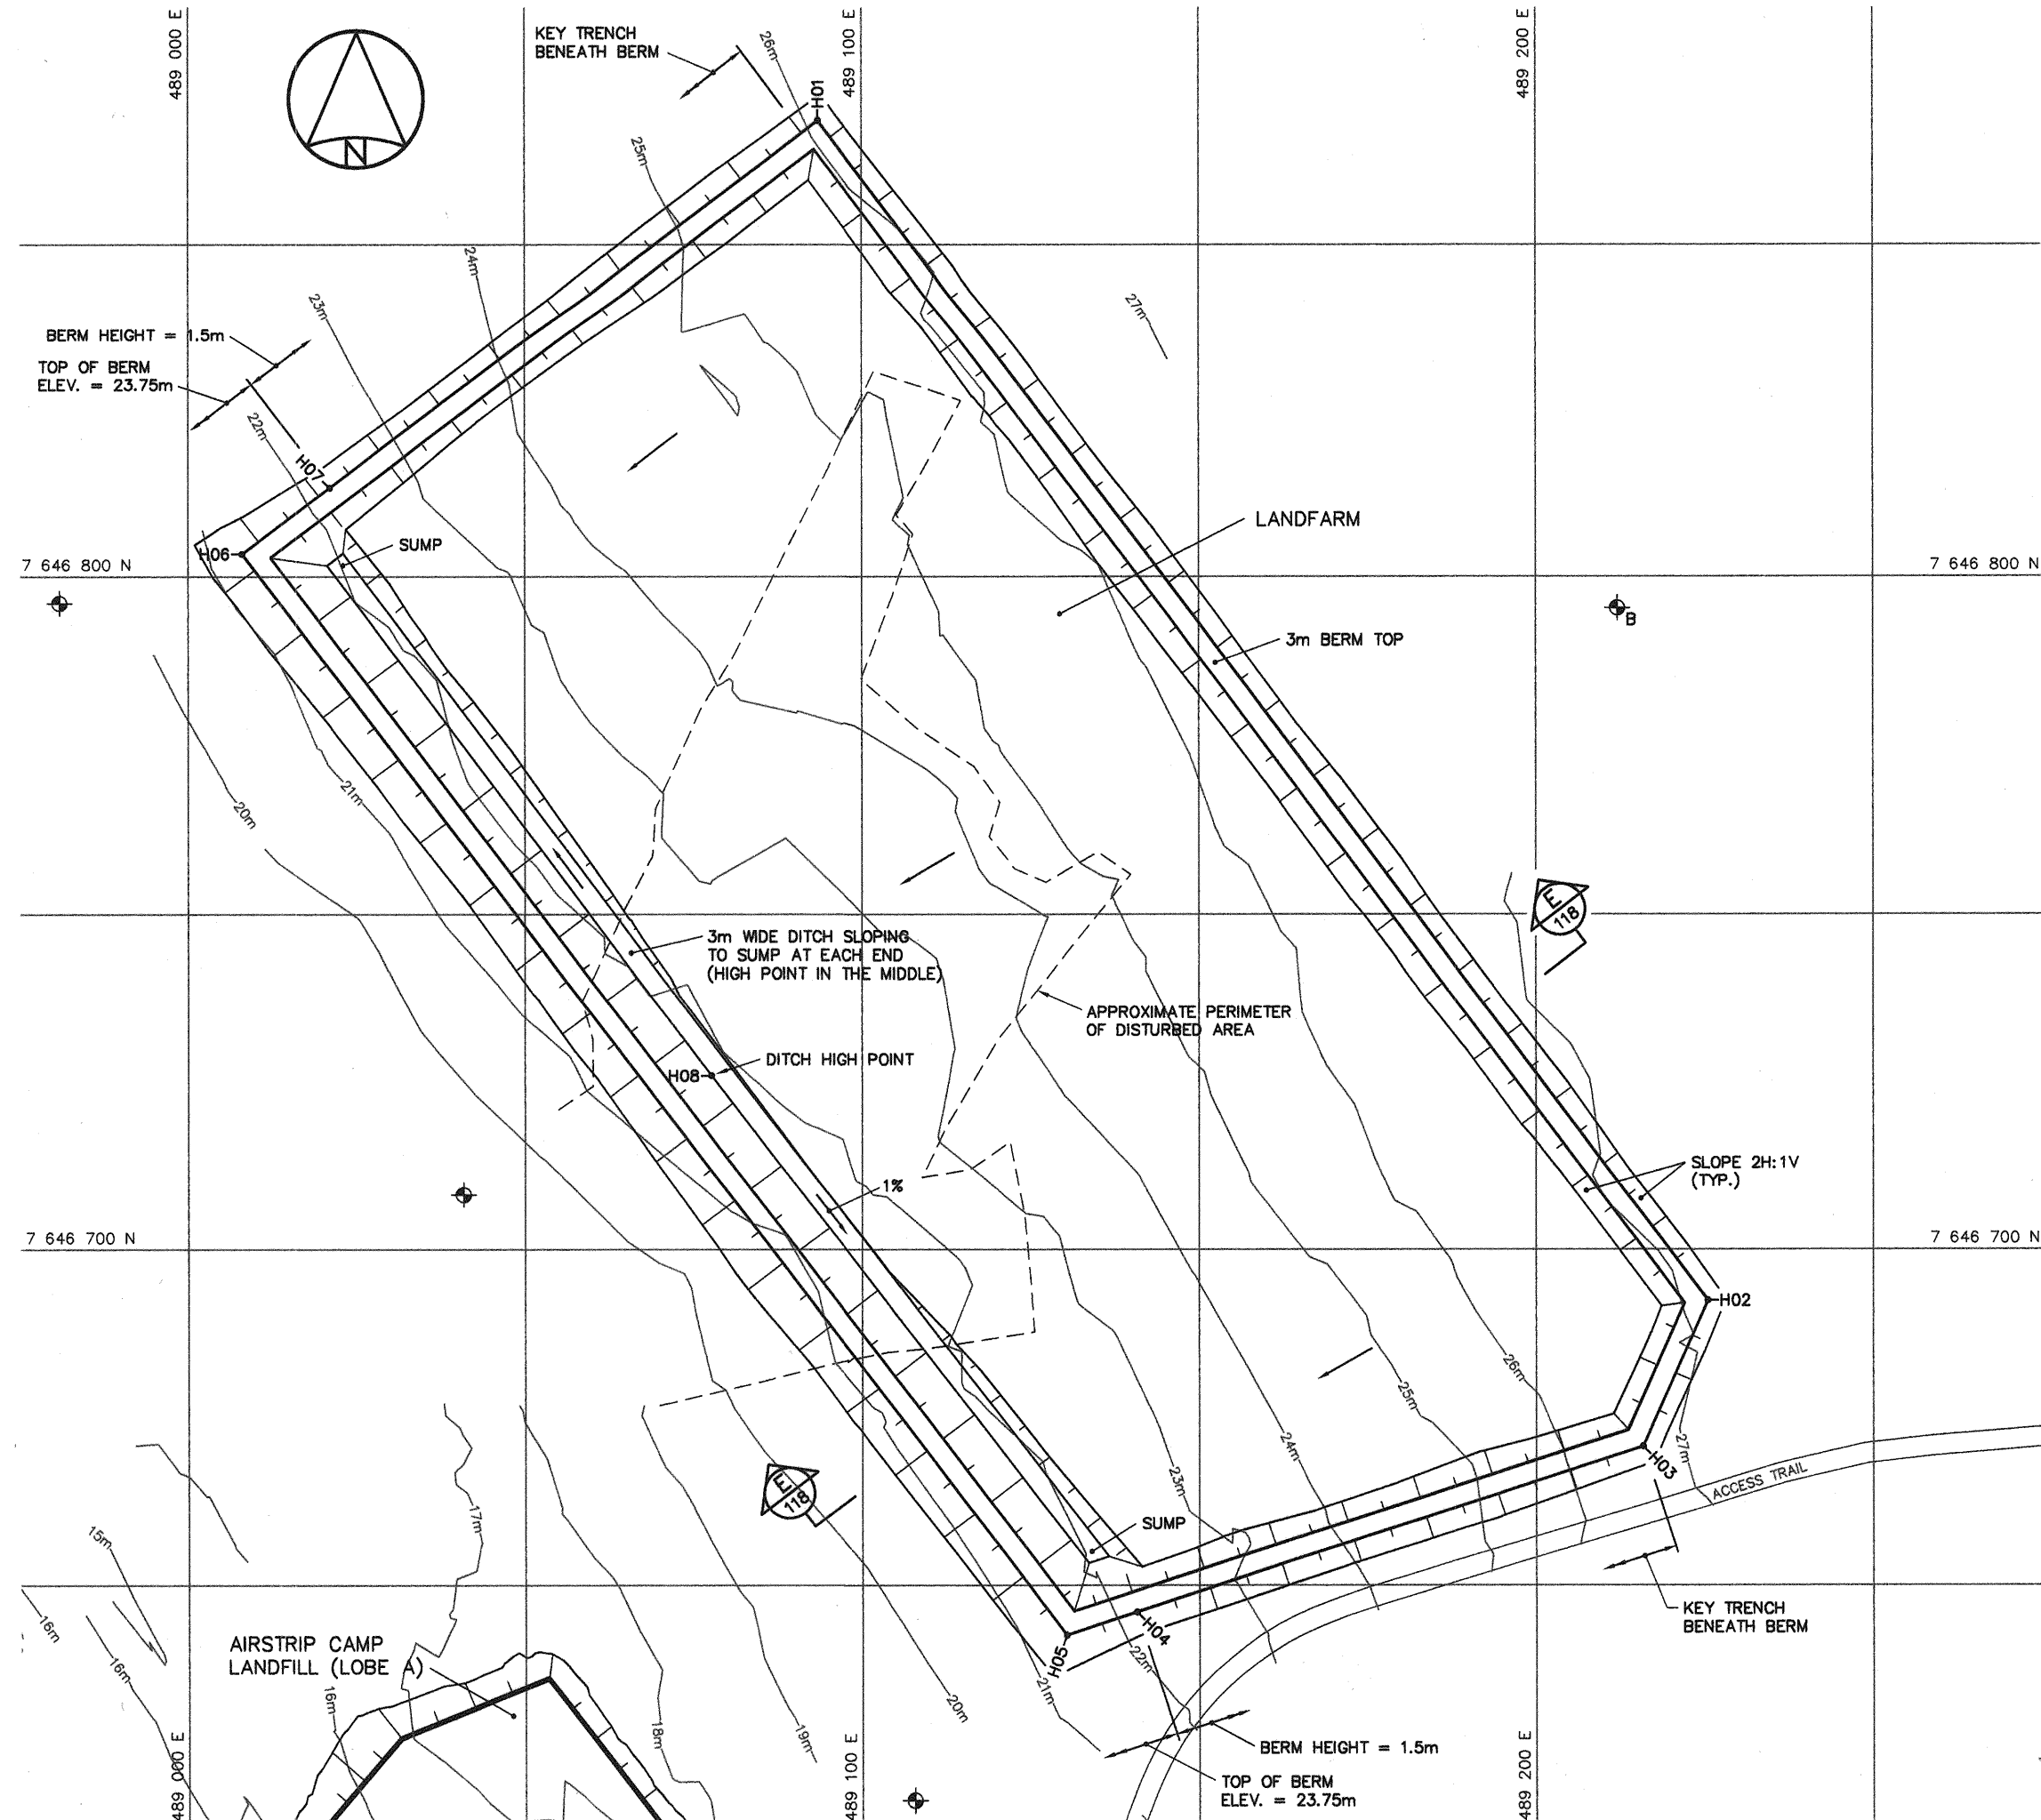 489 000 E
489 100 E
489 200 E
N
KEY TRENCH
BENEATH BERM
26m
H01
25m
24m
23m
27m
BERM HEIGHT = 1.5m
TOP OF BERM
ELEV. = 23.75m
22m
H07
LANDFARM
H06
SUMP
7 646 800 N
7 646 800 N
B
3m BERM TOP
21m
20m
E
118
3m WIDE DITCH SLOPING
TO SUMP AT EACH END
(HIGH POINT IN THE MIDDLE)
APPROXIMATE PERIMETER
OF DISTURBED AREA
DITCH HIGH POINT
H08
SLOPE 2H:1V
(TYP.)
1%
7 646 700 N
7 646 700 N
H02
26m
25m
24m
27m
H03
ACCESS TRAIL
23m
E
118
17m
15m
SUMP
16m
16m
16m
KEY TRENCH
BENEATH BERM
AIRSTRIP CAMP
LANDFILL (LOBE A)
H04
H05
22m
21m
20m
19m
18m
BERM HEIGHT = 1.5m
TOP OF BERM
ELEV. = 23.75m
489 000 E
489 100 E
489 200 E